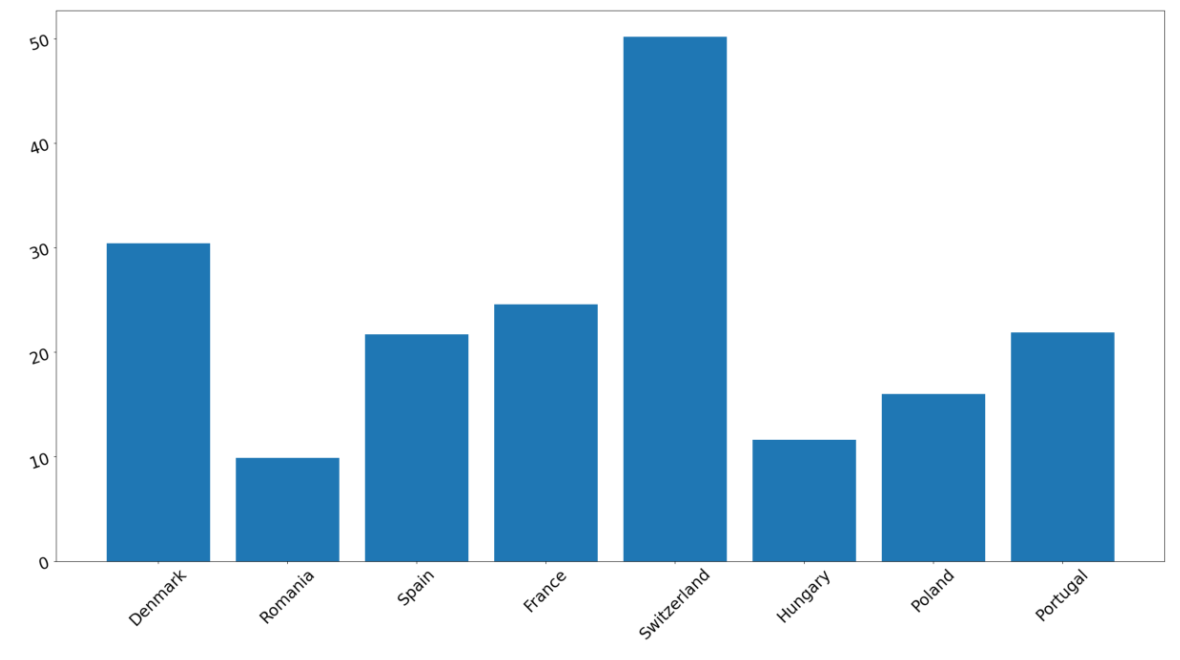 50
40
30
20
10
0
Denmark
Romania
Spain
France
Switzerland
Hungary
Poland
Portugal